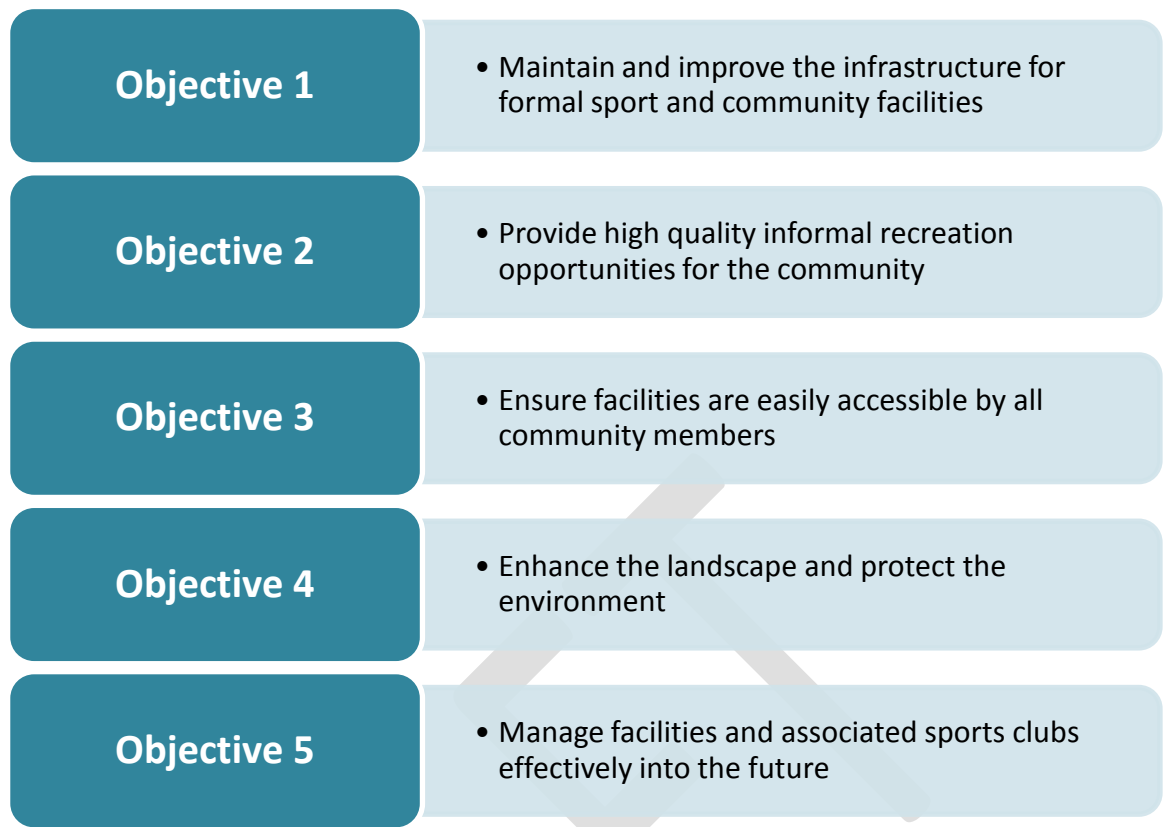 Objective 1
• Maintain and improve the infrastructure for
formal sport and community facilities
Objective 2
• Provide high quality informal recreation
opportunities for the community
Objective 3
• Ensure facilities are easily accessible by all
community members
Objective 4
• Enhance the landscape and protect the
environment
Objective 5
• Manage facilities and associated sports clubs
effectively into the future